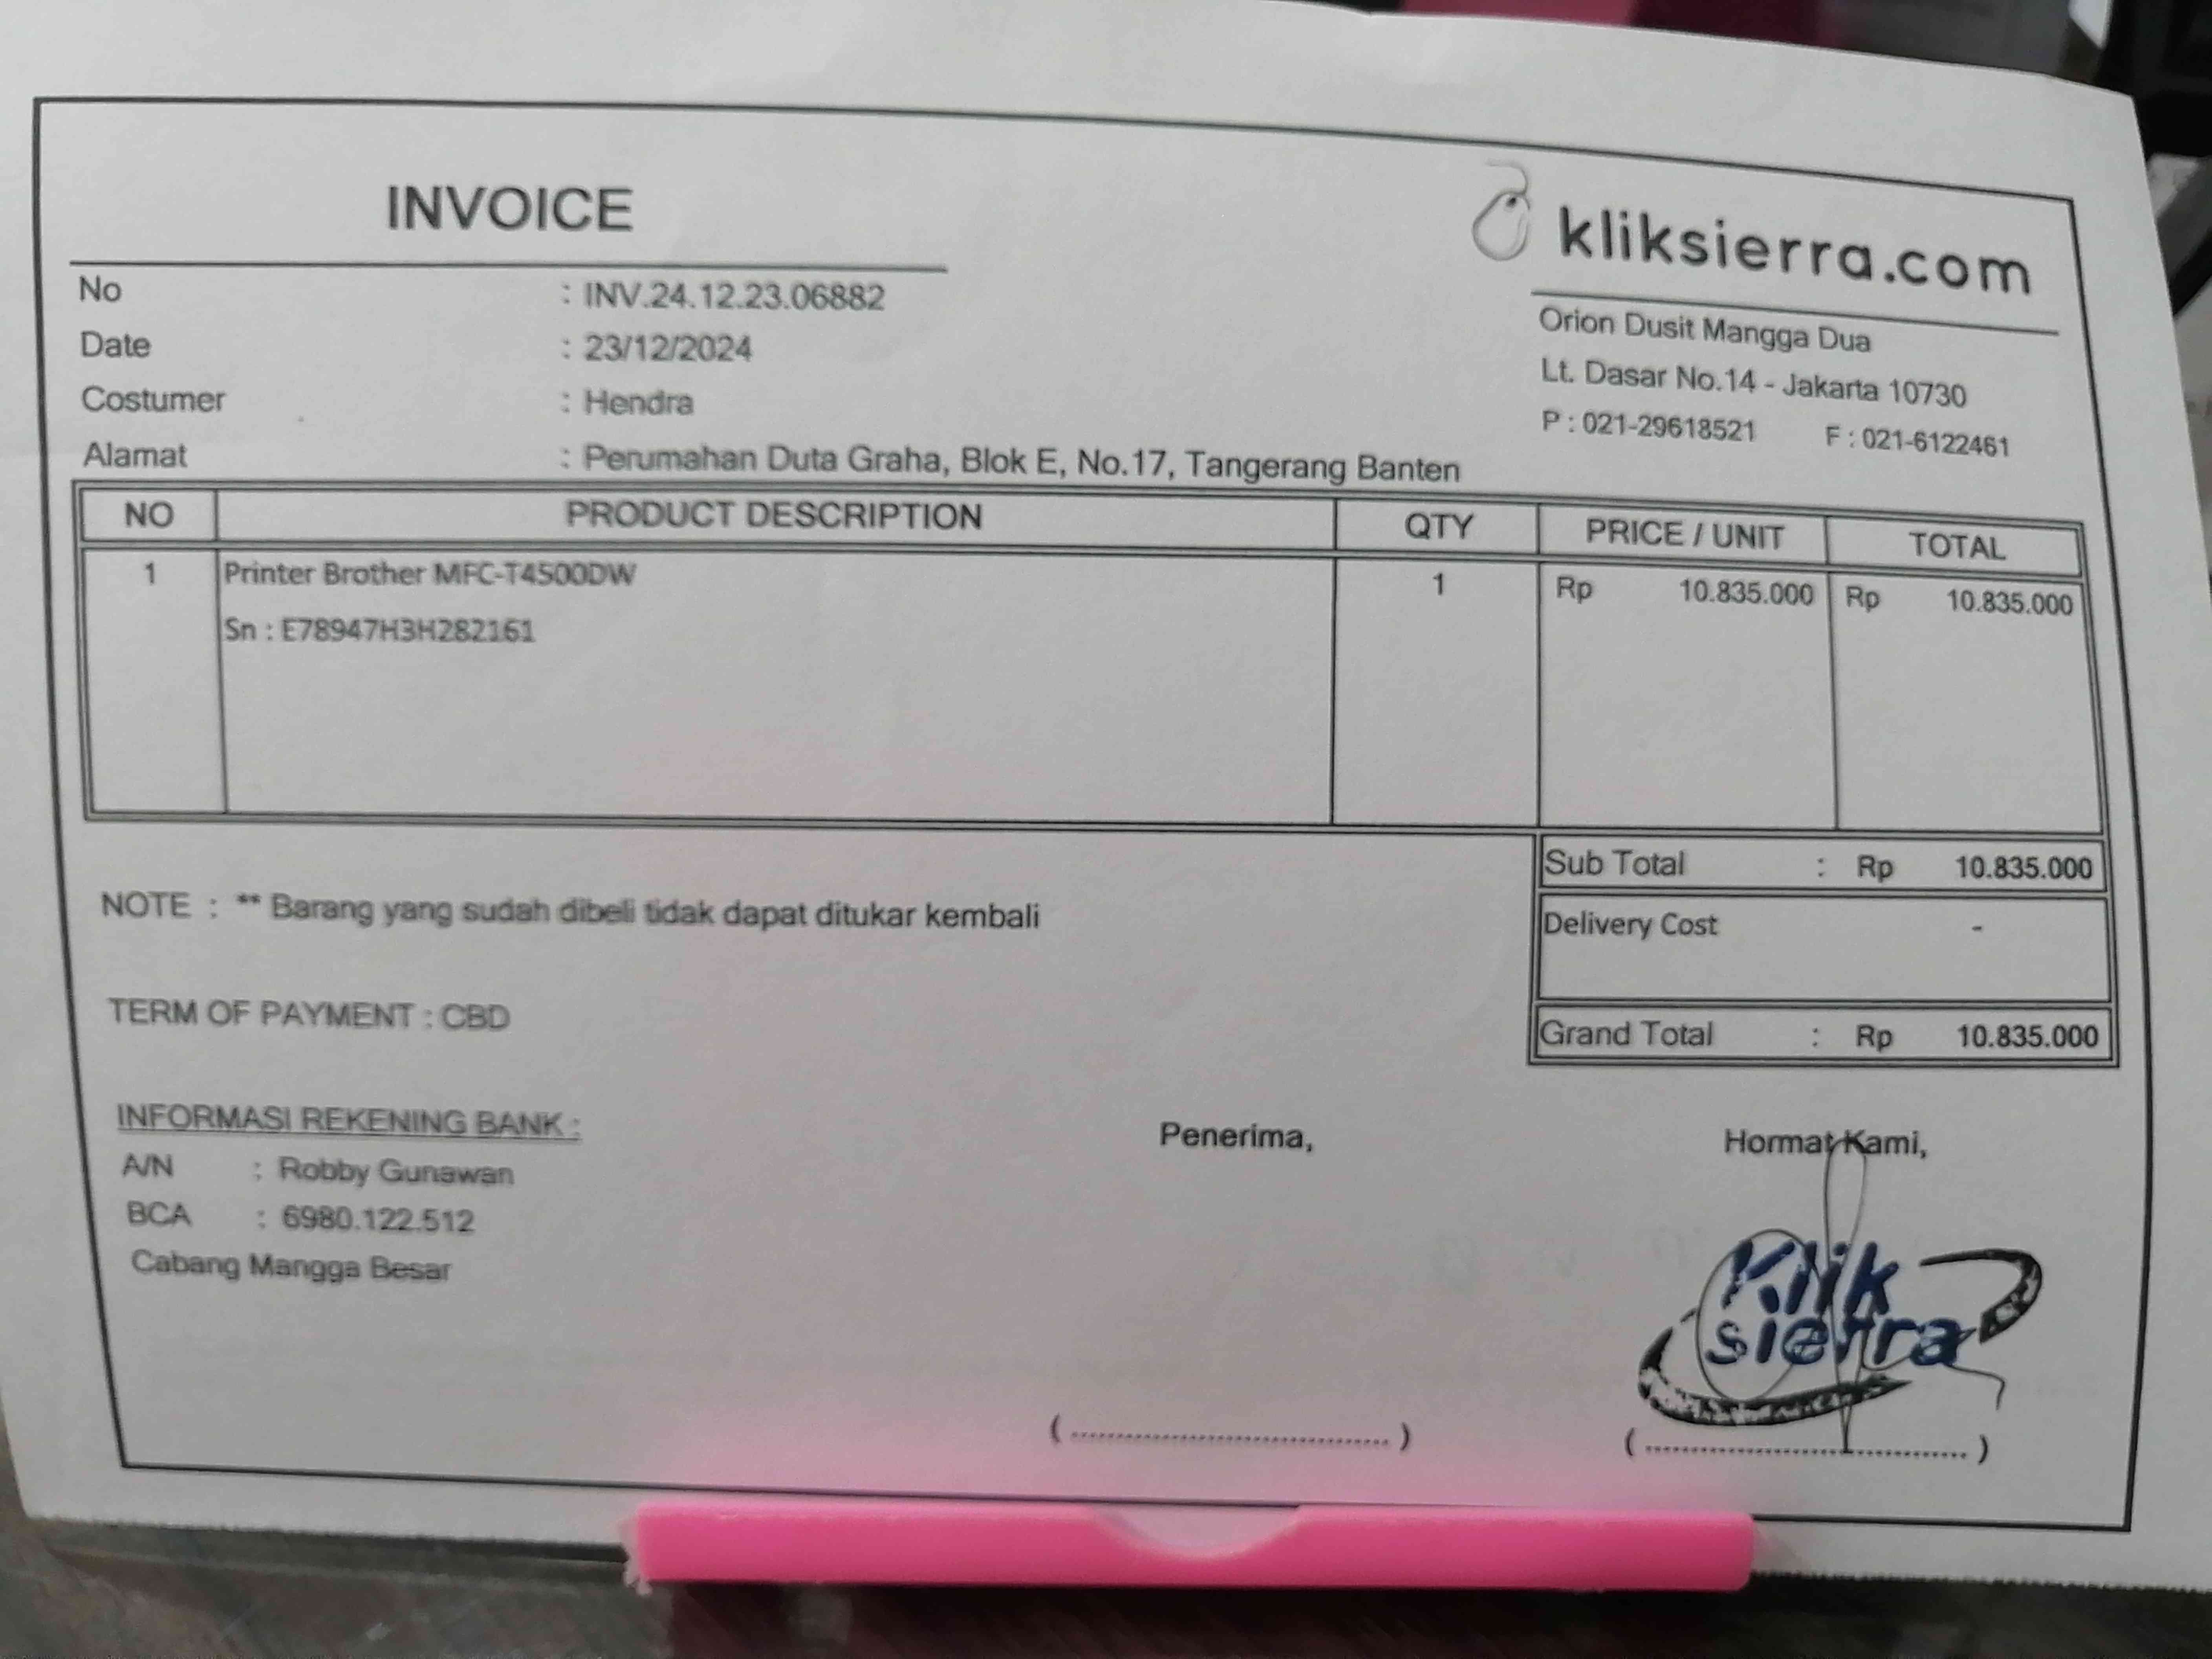 INVOICE
kliksierra.com
Orion Dusit Mangga Dua
Lt. Dasar No.14 - Jakarta 10730
P : 021-29618521 F : 021-6122461
No : INV.24.12.23.06882
Date : 23/12/2024
Costumer : Hendra
Alamat : Perumahan Duta Graha, Blok E, No.17, Tangerang Banten
NO PRODUCT DESCRIPTION QTY PRICE / UNIT TOTAL
1 Printer Brother MFC-T4500DW 1 Rp 10.835.000 Rp 10.835.000
Sn : E78947H3H282161
Sub Total : Rp 10.835.000
Delivery Cost -
Grand Total : Rp 10.835.000
NOTE : ** Barang yang sudah dibeli tidak dapat ditukar kembali
TERM OF PAYMENT : CBD
INFORMASI REKENING BANK :
A/N : Robby Gunawan
BCA : 6980.122.512
Cabang Mangga Besar
Penerima,
(..............................)
Hormat Kami,
Klik
sierra
(..............................)